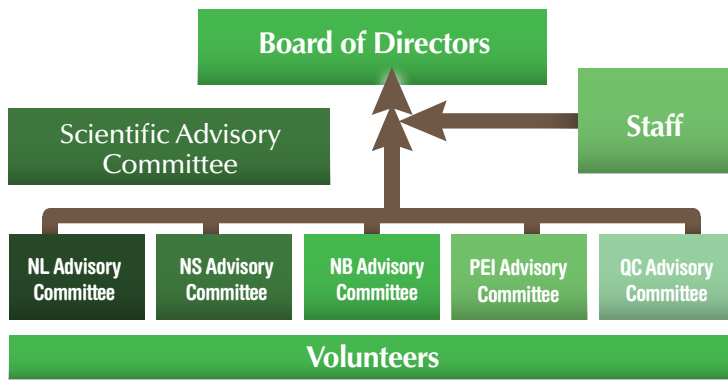 Board of Directors
Scientific Advisory
Committee
Staff
NL Advisory
Committee
NS Advisory
Committee
NB Advisory
Committee
PEI Advisory
Committee
QC Advisory
Committee
Volunteers